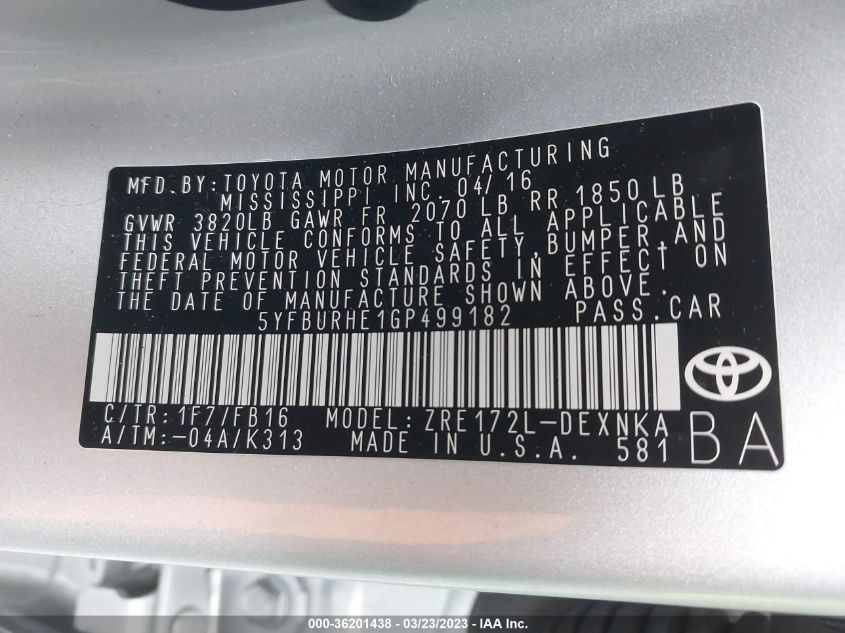 MFD. BY: TOYOTA MOTOR MANUFACTURING
MISSISSIPPI INC. 04/16
GVWR 3820LB GAWR FR 2070 LB RR 1850 LB
THIS VEHICLE CONFORMS TO ALL APPLICABLE
FEDERAL MOTOR VEHICLE SAFETY, BUMPER, AND
THEFT PREVENTION STANDARDS IN EFFECT ON
THE DATE OF MANUFACTURE SHOWN ABOVE.
5YFBURHE1GP499182 PASS. CAR
C/TR: 1F7/FB16 MODEL: ZRE172L-DEXNKA
A/TM: -04A/K313 MADE IN U.S.A. 581
BA
000-36201438 — 03/23/2023 — IAA Inc.